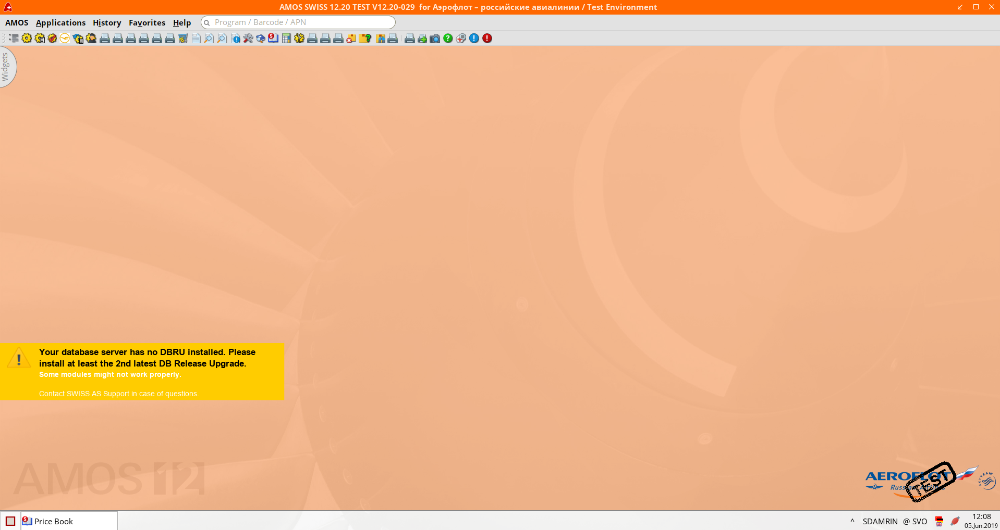 AMOS SWISS 12.20 TEST V12.20-029 for Аэрофлот – российские авиалинии / Test Environment
AMOS Applications History Favorites Help Program / Barcode / APN
Widgets
Your database server has no DBRU installed. Please
install at least the 2nd latest DB Release Upgrade.
Some modules might not work properly.
Contact SWISS AS Support in case of questions.
AMOS 12
AEROFLOT
Russian Airlines
TEST
SKYTEAM
Price Book
^ SDAMRIN @ SVO
12:08
05.Jun.2019